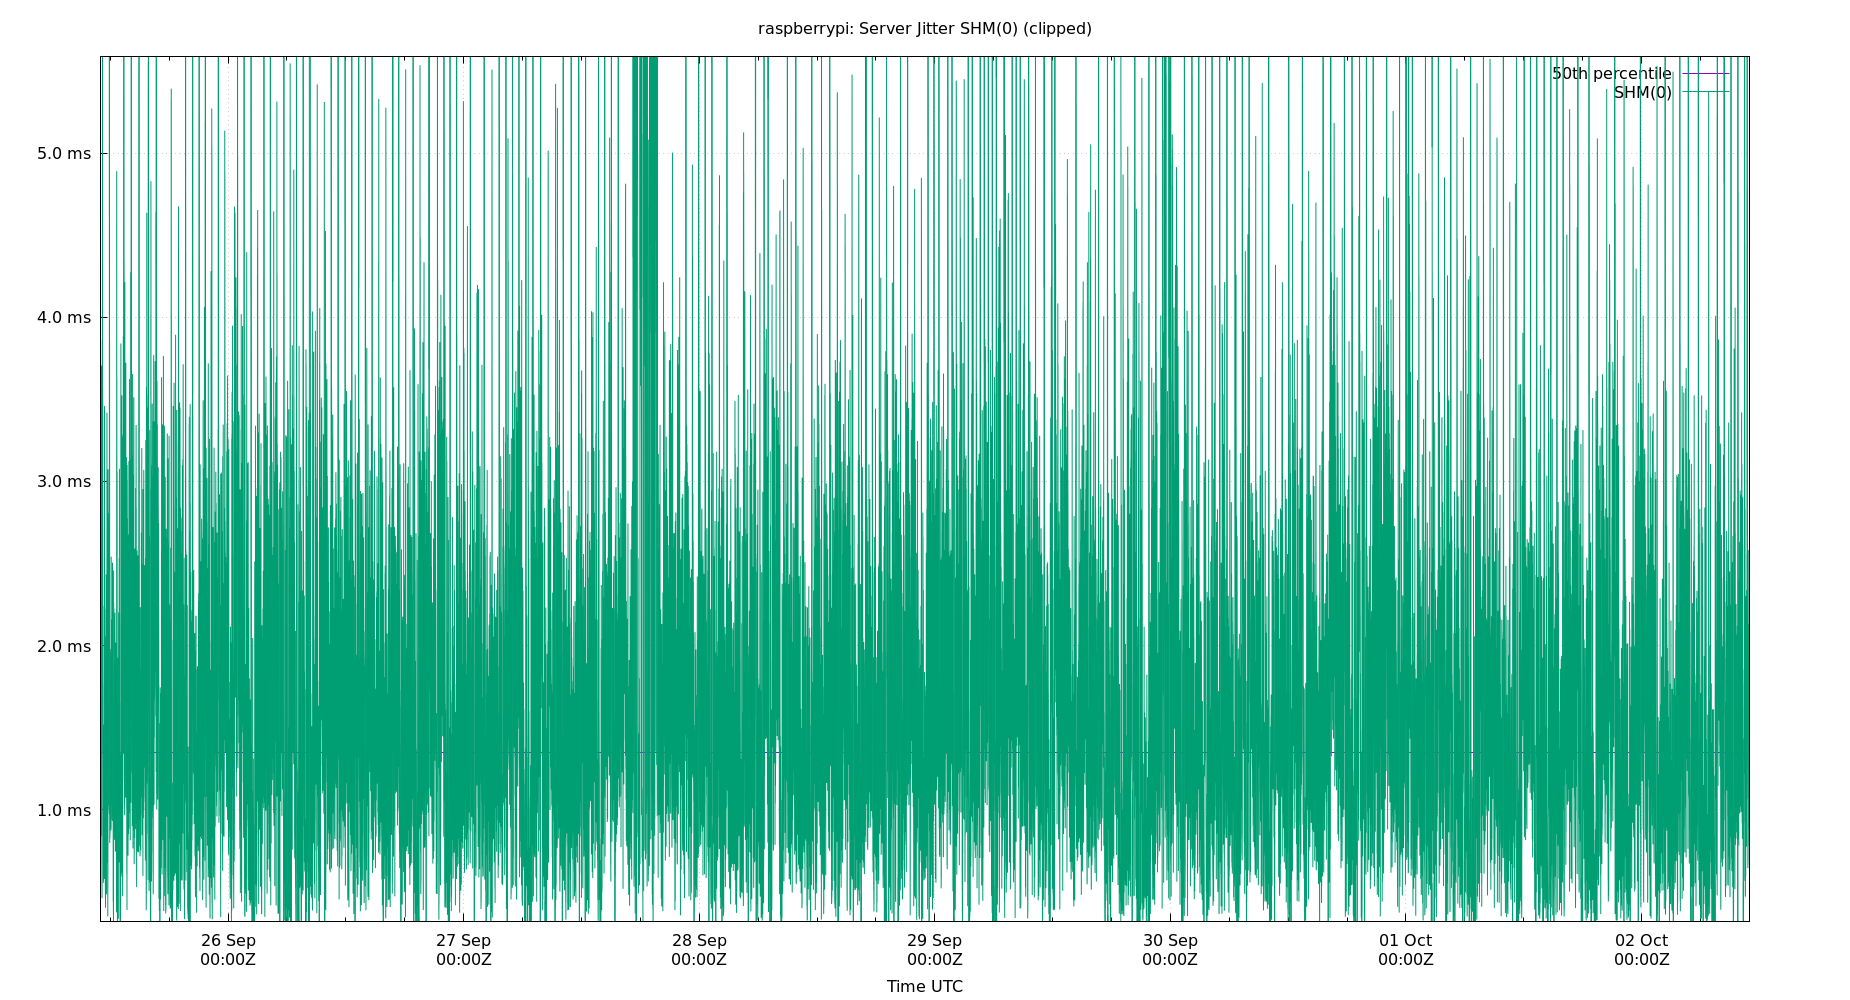 raspberrypi: Server Jitter SHM(0) (clipped)
50th percentile
SHM(0)
5.0 ms
4.0 ms
3.0 ms
2.0 ms
1.0 ms
26 Sep 27 Sep 28 Sep 29 Sep 30 Sep 01 Oct 02 Oct
00:00Z 00:00Z 00:00Z 00:00Z 00:00Z 00:00Z 00:00Z
Time UTC